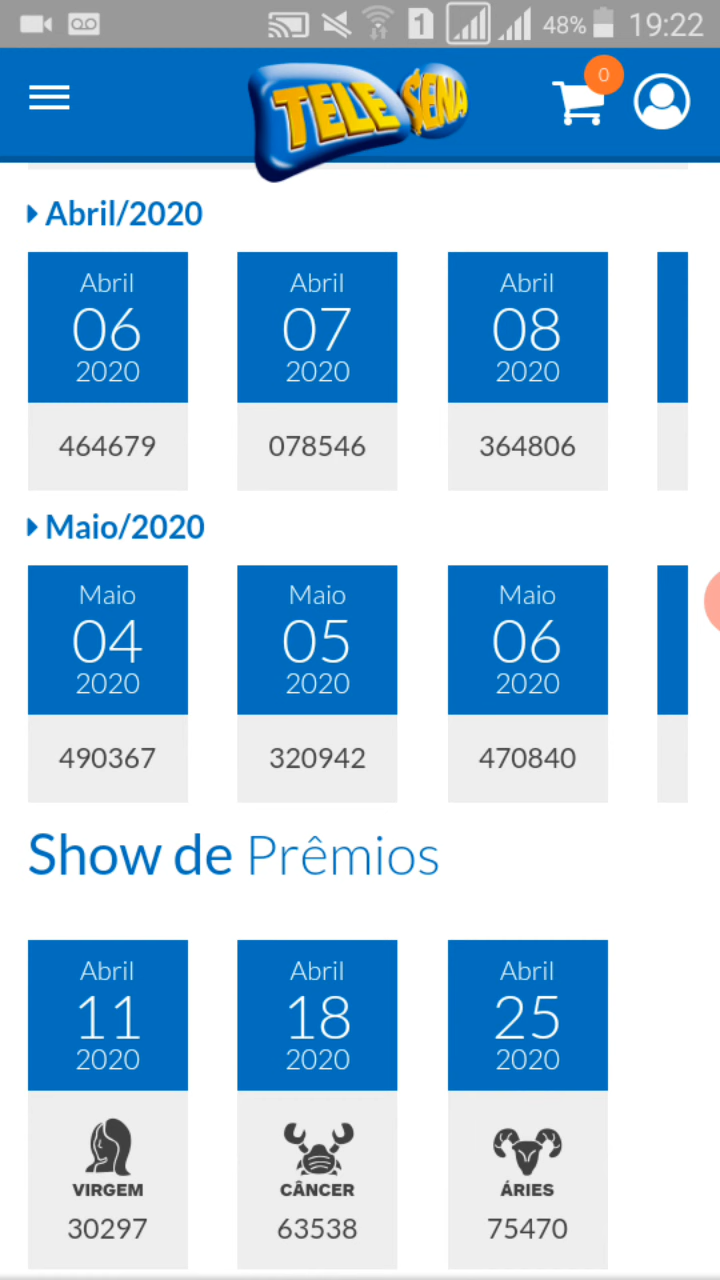 1 48% 19:22
TELE SENA
0
Abril/2020
Abril Abril Abril
06 07 08
2020 2020 2020
464679 078546 364806
Maio/2020
Maio Maio Maio
04 05 06
2020 2020 2020
490367 320942 470840
Show de Prêmios
Abril Abril Abril
11 18 25
2020 2020 2020
VIRGEM CÂNCER ÁRIES
30297 63538 75470